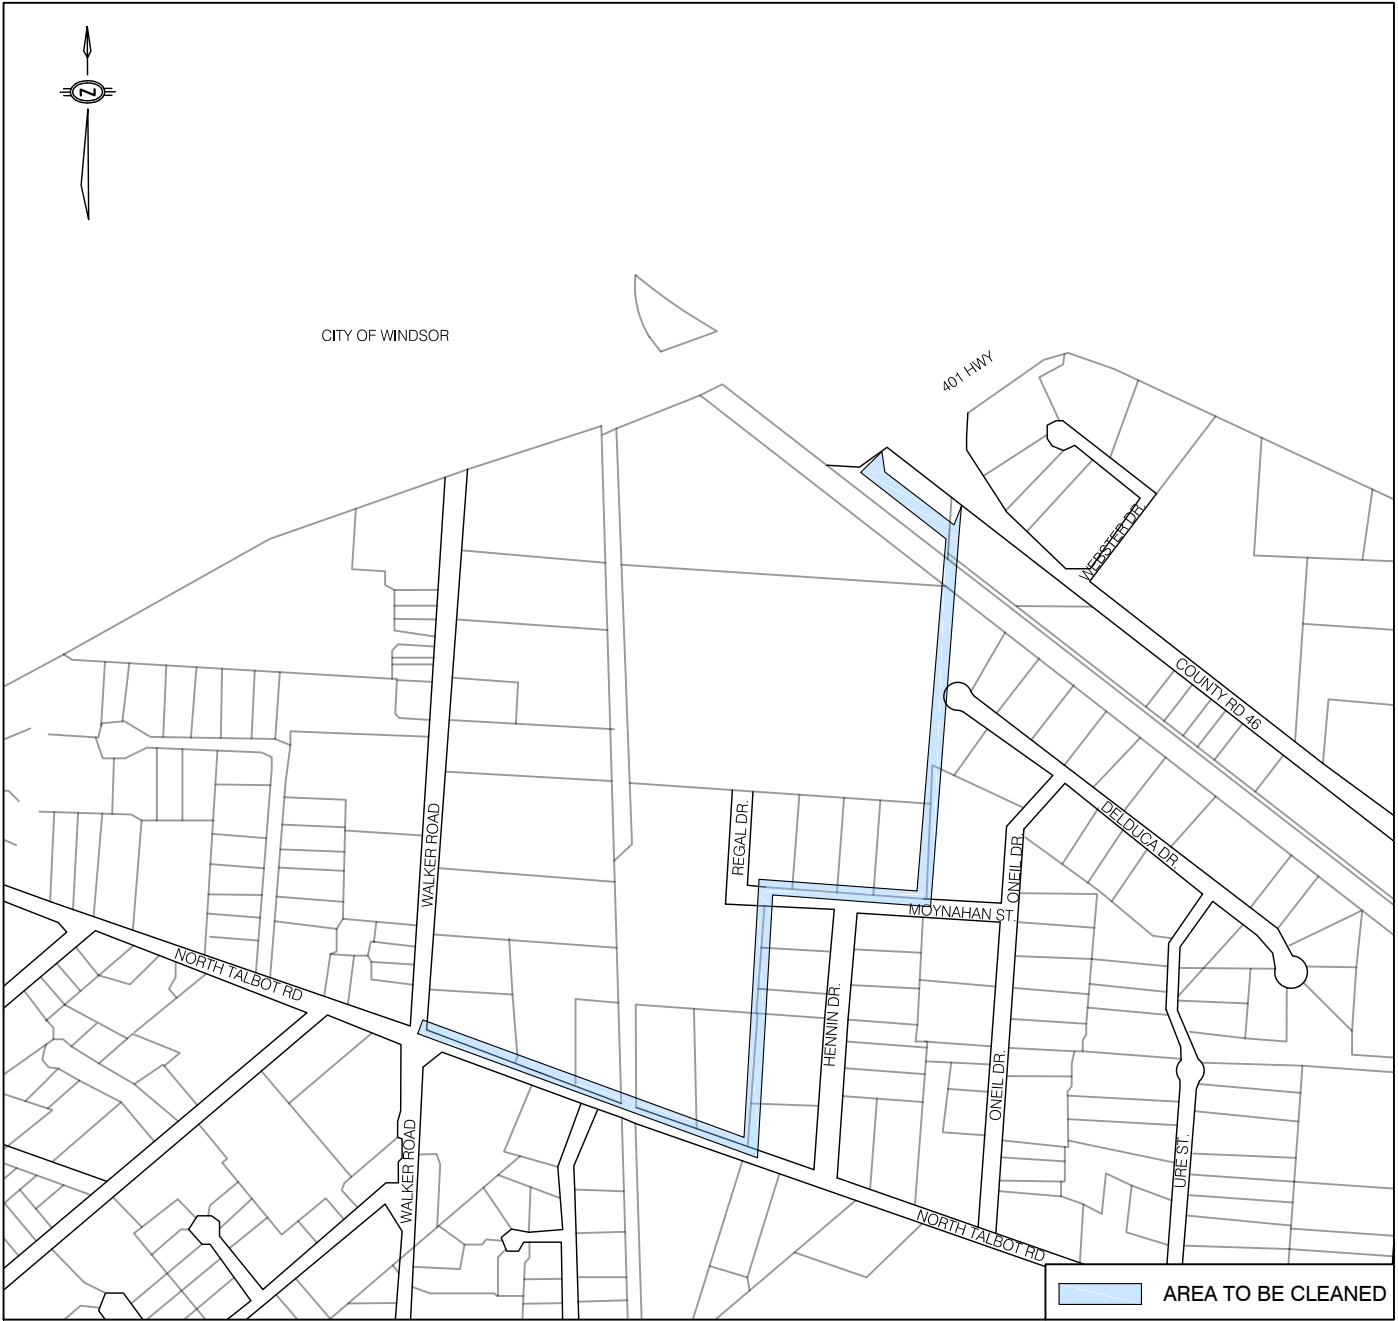 N
CITY OF WINDSOR
401 HWY
WEBSTER DR.
COUNTY RD 46
WALKER ROAD
REGAL DR.
DELDUCA DR.
ONEIL DR.
MOYNAHAN ST.
NORTH TALBOT RD
HENNIN DR.
ONEIL DR.
WALKER ROAD
URE ST.
NORTH TALBOT RD
AREA TO BE CLEANED